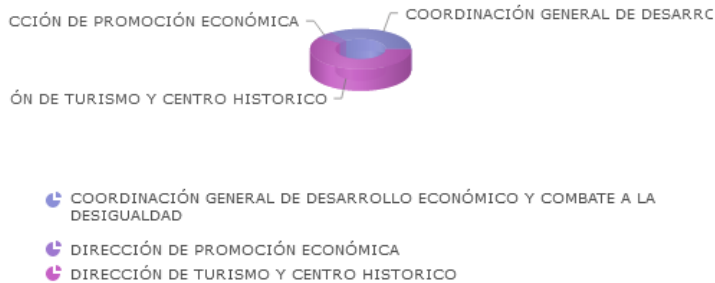 CCIÓN DE PROMOCIÓN ECONÓMICA
COORDINACIÓN GENERAL DE DESARRO
ÓN DE TURISMO Y CENTRO HISTORICO
COORDINACIÓN GENERAL DE DESARROLLO ECONÓMICO Y COMBATE A LA
DESIGUALDAD
DIRECCIÓN DE PROMOCIÓN ECONÓMICA
DIRECCIÓN DE TURISMO Y CENTRO HISTORICO